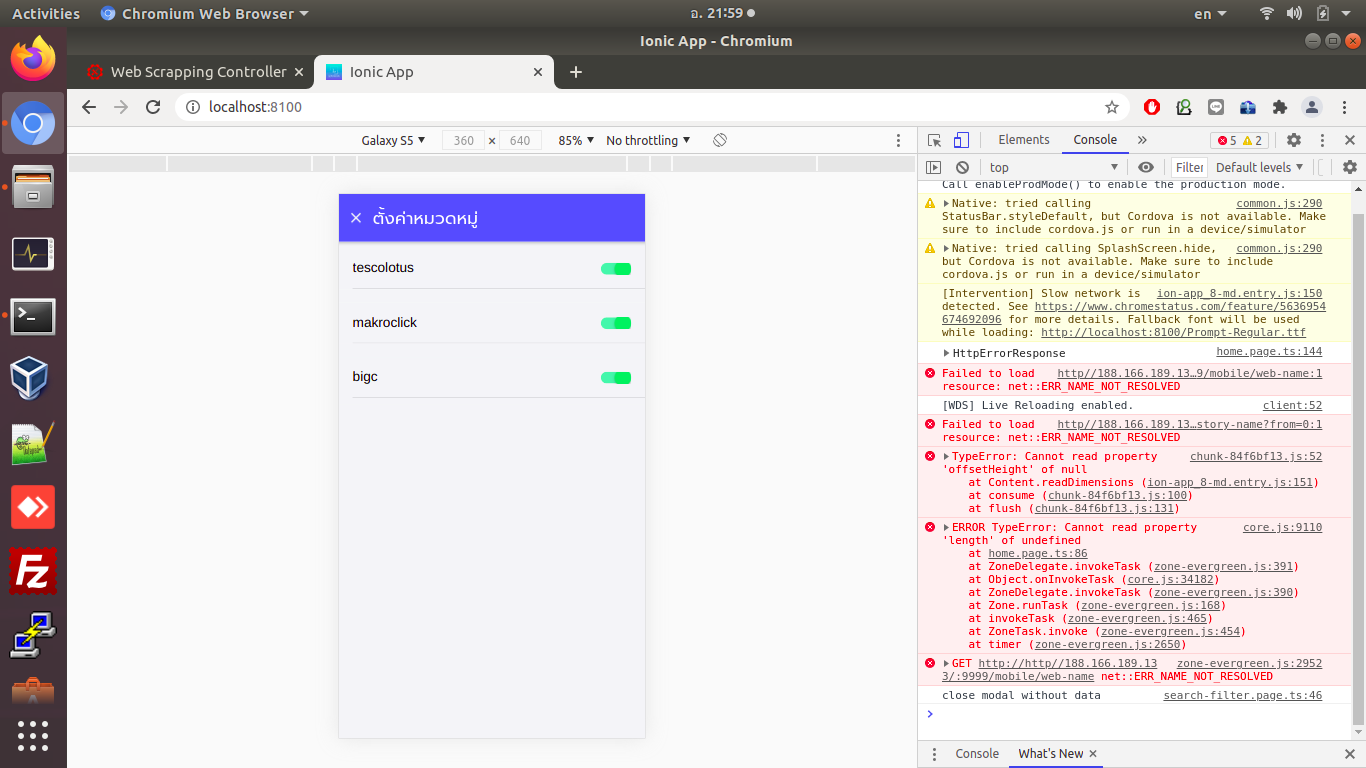 Activities
Chromium Web Browser
อ. 21:59
en
Ionic App - Chromium
Web Scrapping Controller
Ionic App
localhost:8100
Galaxy S5
360 × 640
85%
No throttling
Elements
Console
5
2
top
Filter
Default levels
ตั้งค่าหมวดหมู่
tescolotus
makroclick
bigc
Call enableProdMode() to enable the production mode.
Native: tried calling common.js:290
StatusBar.styleDefault, but Cordova is not available. Make
sure to include cordova.js or run in a device/simulator
Native: tried calling SplashScreen.hide, common.js:290
but Cordova is not available. Make sure to include
cordova.js or run in a device/simulator
[Intervention] Slow network is ion-app_8-md.entry.js:150
detected. See https://www.chromestatus.com/feature/5636954
674692096 for more details. Fallback font will be used
while loading: http://localhost:8100/Prompt-Regular.ttf
HttpErrorResponse home.page.ts:144
Failed to load http//188.166.189.13…9/mobile/web-name:1
resource: net::ERR_NAME_NOT_RESOLVED
[WDS] Live Reloading enabled. client:52
Failed to load http//188.166.189.13…story-name?from=0:1
resource: net::ERR_NAME_NOT_RESOLVED
TypeError: Cannot read property chunk-84f6bf13.js:52
'offsetHeight' of null
at Content.readDimensions (ion-app_8-md.entry.js:151)
at consume (chunk-84f6bf13.js:100)
at flush (chunk-84f6bf13.js:131)
ERROR TypeError: Cannot read property core.js:9110
'length' of undefined
at home.page.ts:86
at ZoneDelegate.invokeTask (zone-evergreen.js:391)
at Object.onInvokeTask (core.js:34182)
at ZoneDelegate.invokeTask (zone-evergreen.js:390)
at Zone.runTask (zone-evergreen.js:168)
at invokeTask (zone-evergreen.js:465)
at ZoneTask.invoke (zone-evergreen.js:454)
at timer (zone-evergreen.js:2650)
GET http://http//188.166.189.13 zone-evergreen.js:2952
3/:9999/mobile/web-name net::ERR_NAME_NOT_RESOLVED
close modal without data search-filter.page.ts:46
Console
What's New